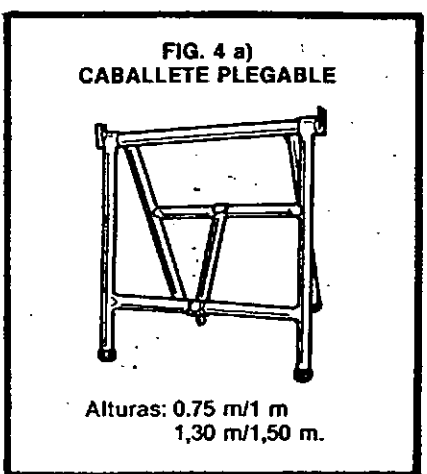 FIG. 4 a)
CABALLETE PLEGABLE
Alturas: 0.75 m/1 m
1,30 m/1,50 m.